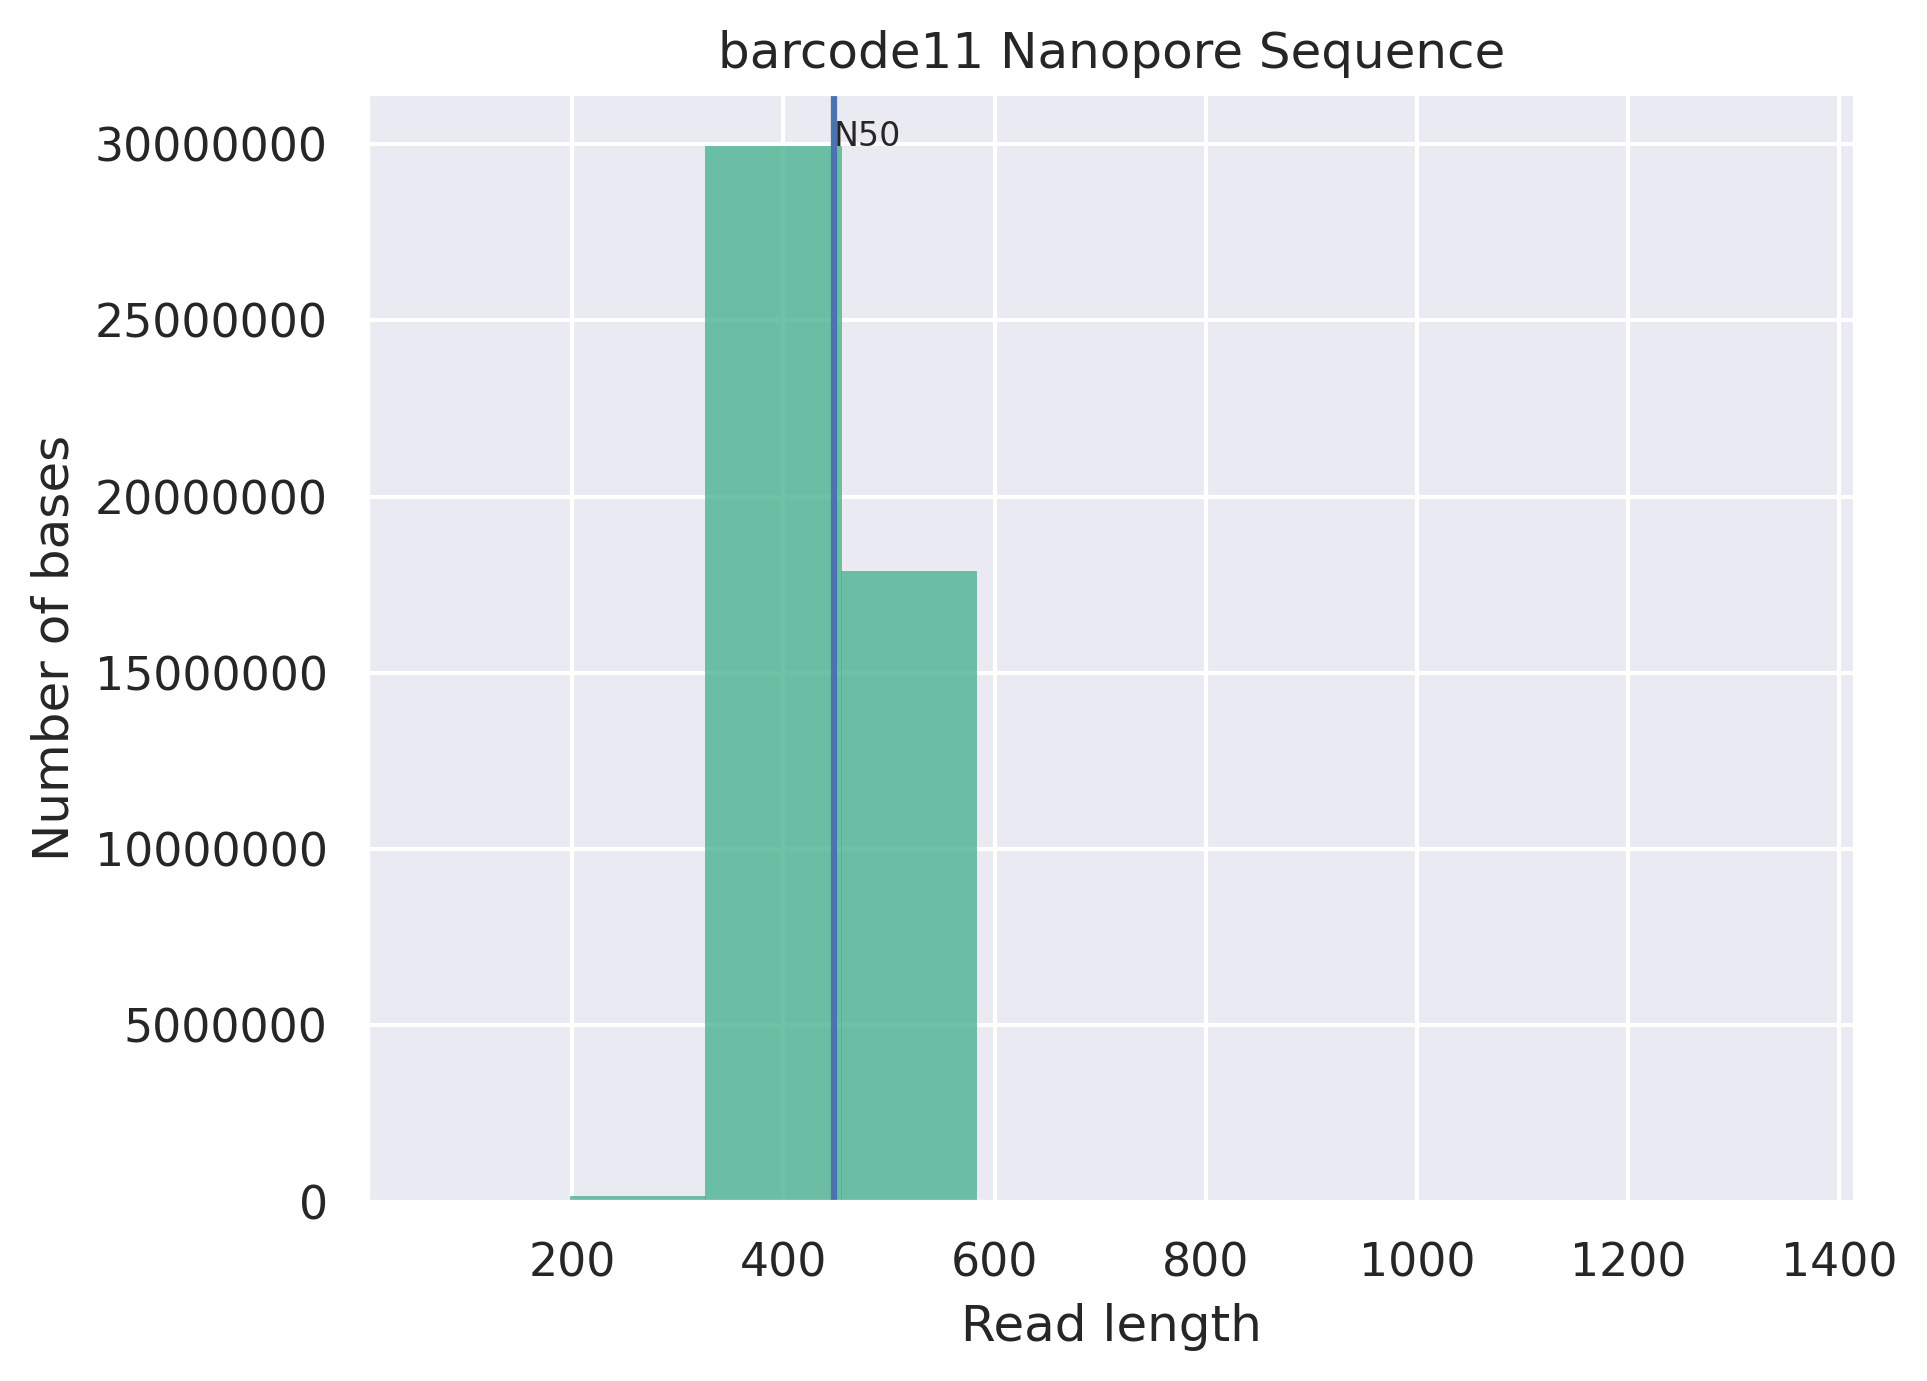 barcode11 Nanopore Sequence
N50
30000000
25000000
20000000
15000000
10000000
5000000
0
Number of bases
200 400 600 800 1000 1200 1400
Read length